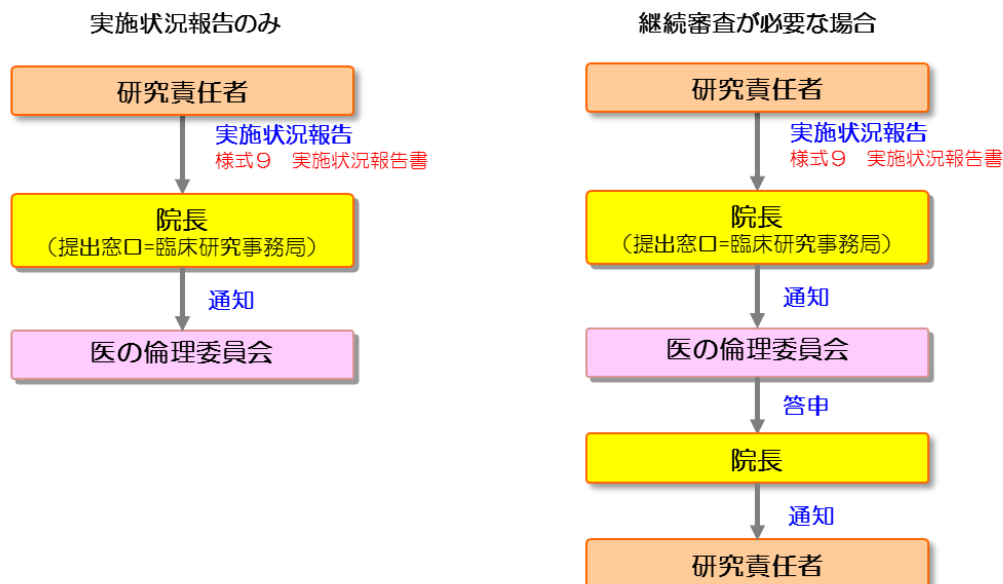 実施状況報告のみ
研究責任者
実施状況報告
様式９　実施状況報告書
院長
（提出窓口=臨床研究事務局）
通知
医の倫理委員会
継続審査が必要な場合
研究責任者
実施状況報告
様式９　実施状況報告書
院長
（提出窓口=臨床研究事務局）
通知
医の倫理委員会
答申
院長
通知
研究責任者